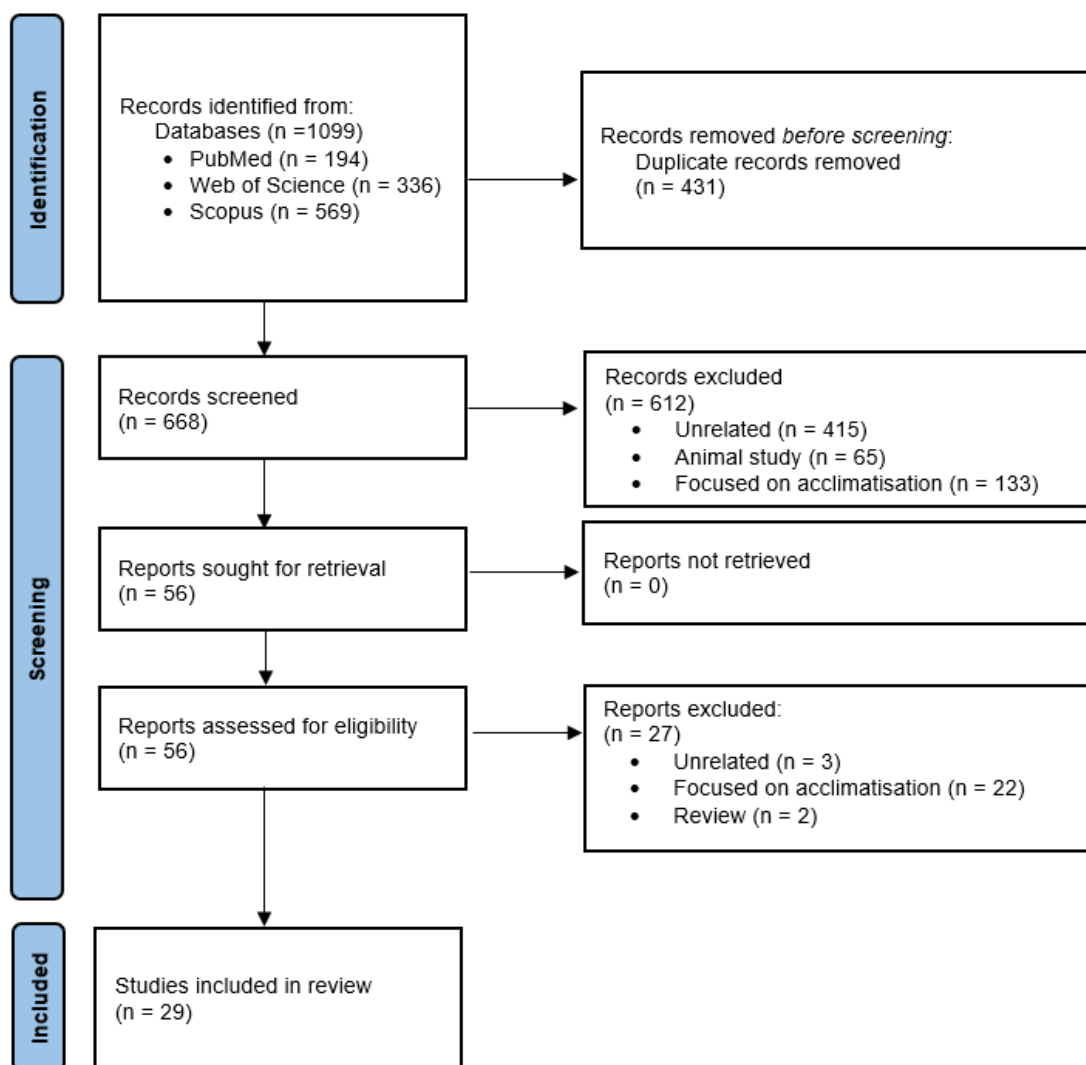 Identification
Records identified from:
Databases (n =1099)
• PubMed (n = 194)
• Web of Science (n = 336)
• Scopus (n = 569)
Records removed before screening:
Duplicate records removed
(n = 431)
Screening
Records screened
(n = 668)
Records excluded
(n = 612)
• Unrelated (n = 415)
• Animal study (n = 65)
• Focused on acclimatisation (n = 133)
Reports sought for retrieval
(n = 56)
Reports not retrieved
(n = 0)
Reports assessed for eligibility
(n = 56)
Reports excluded:
(n = 27)
• Unrelated (n = 3)
• Focused on acclimatisation (n = 22)
• Review (n = 2)
Included
Studies included in review
(n = 29)